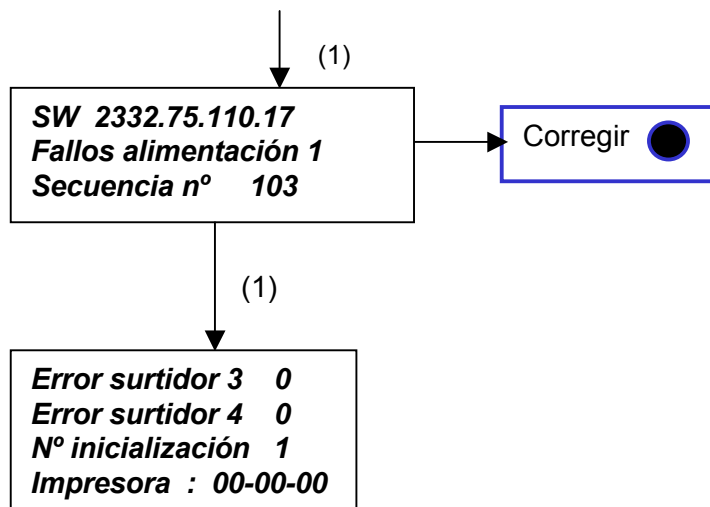 (1)
SW 2332.75.110.17
Fallos alimentación 1
Secuencia nº 103
Corregir
(1)
Error surtidor 3 0
Error surtidor 4 0
Nº inicialización 1
Impresora : 00-00-00